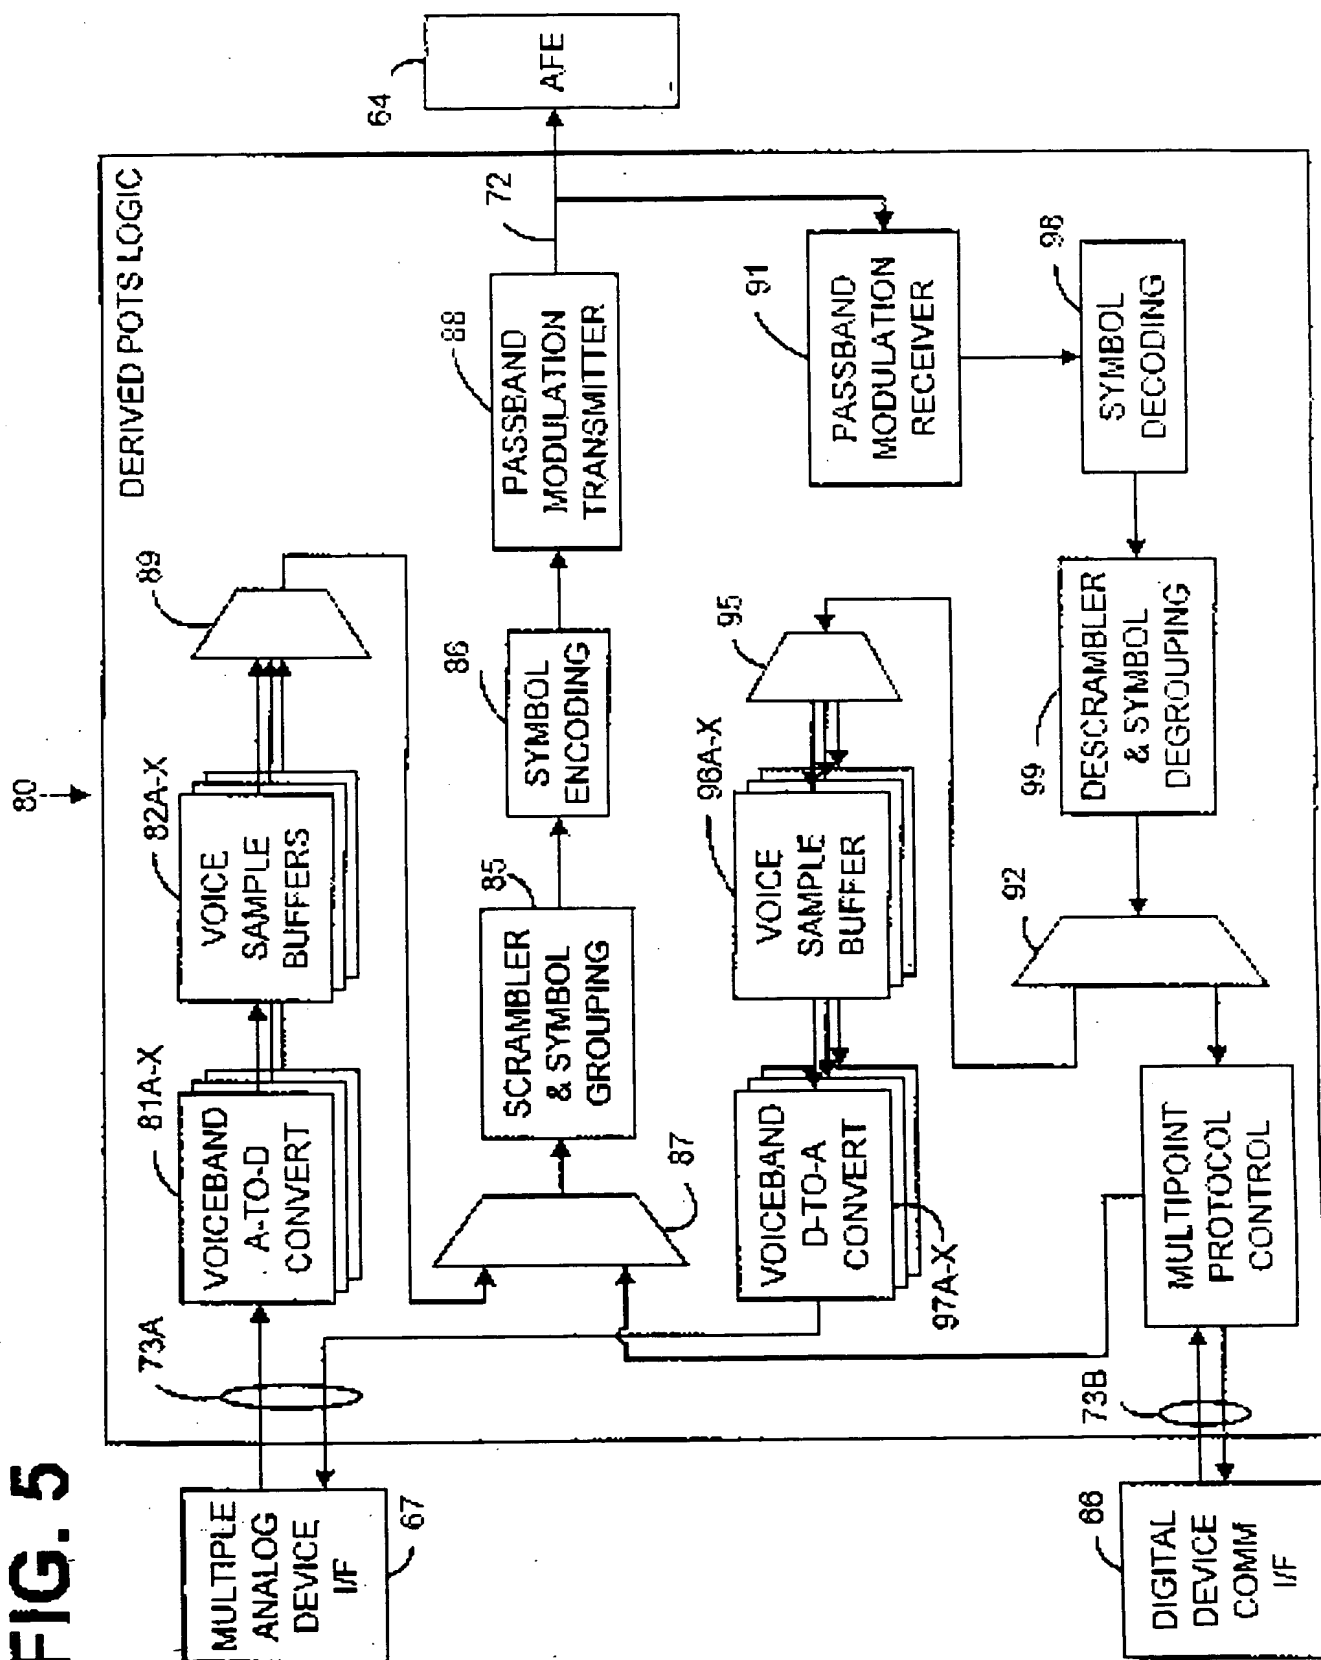 FIG. 5
80
DERIVED POTS LOGIC
MULTIPLE
ANALOG
DEVICE
I/F
67
73A
81A-X
VOICEBAND
A-TO-D
CONVERT
82A-X
VOICE
SAMPLE
BUFFERS
89
87
85
SCRAMBLER
& SYMBOL
GROUPING
86
SYMBOL
ENCODING
88
PASSBAND
MODULATION
TRANSMITTER
72
64
AFE
VOICEBAND
D-TO-A
CONVERT
97A-X
96A-X
VOICE
SAMPLE
BUFFER
95
91
PASSBAND
MODULATION
RECEIVER
98
SYMBOL
DECODING
99
DESCRAMBLER
& SYMBOL
DEGROUPING
92
MULTIPOINT
PROTOCOL
CONTROL
73B
66
DIGITAL
DEVICE
COMM
I/F